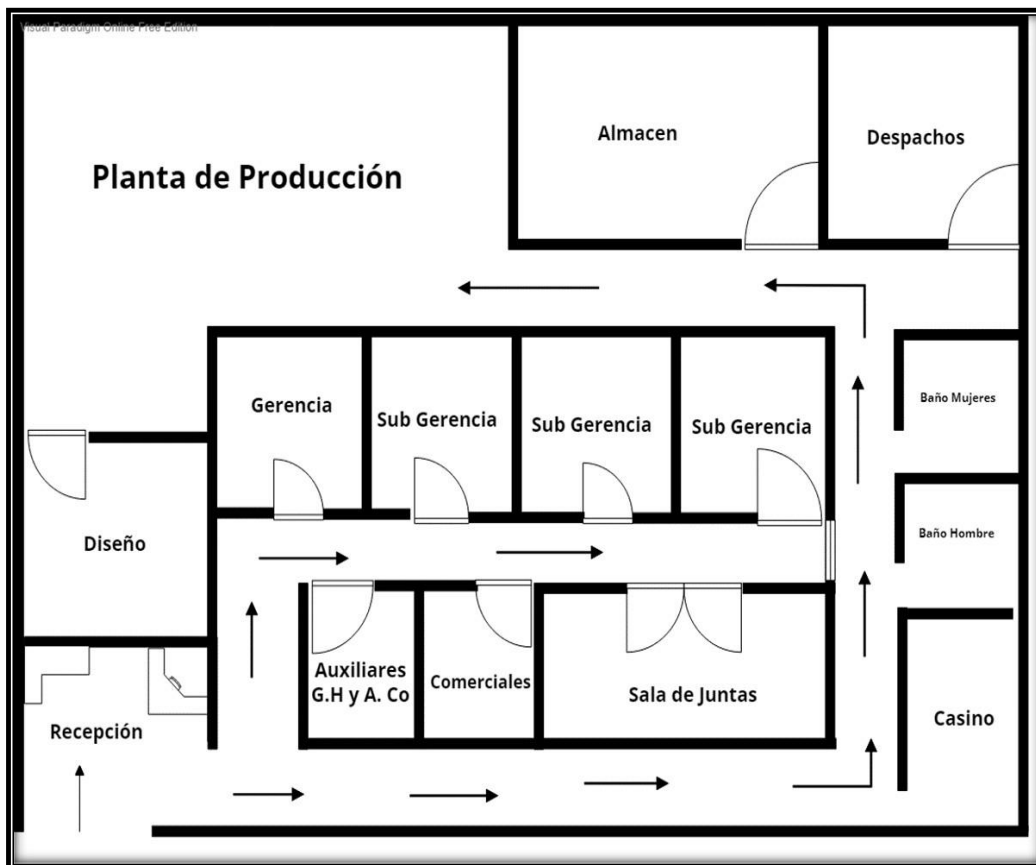 Visual Paradigm Online Free Edition
Almacen
Despachos
Planta de Producción
Gerencia
Sub Gerencia
Sub Gerencia
Sub Gerencia
Baño Mujeres
Diseño
Baño Hombre
Auxiliares
G.H y A. Co
Comerciales
Sala de Juntas
Casino
Recepción